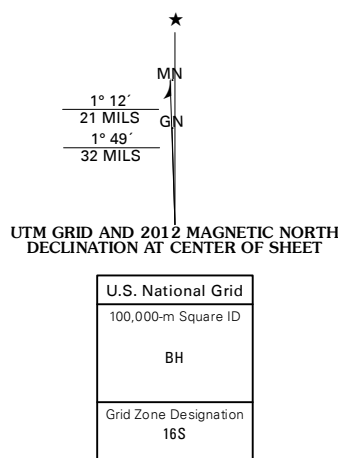 ★
MN
1° 12´
21 MILS
GN
1° 49´
32 MILS
UTM GRID AND 2012 MAGNETIC NORTH
DECLINATION AT CENTER OF SHEET
U.S. National Grid
100,000-m Square ID
BH
Grid Zone Designation
16S